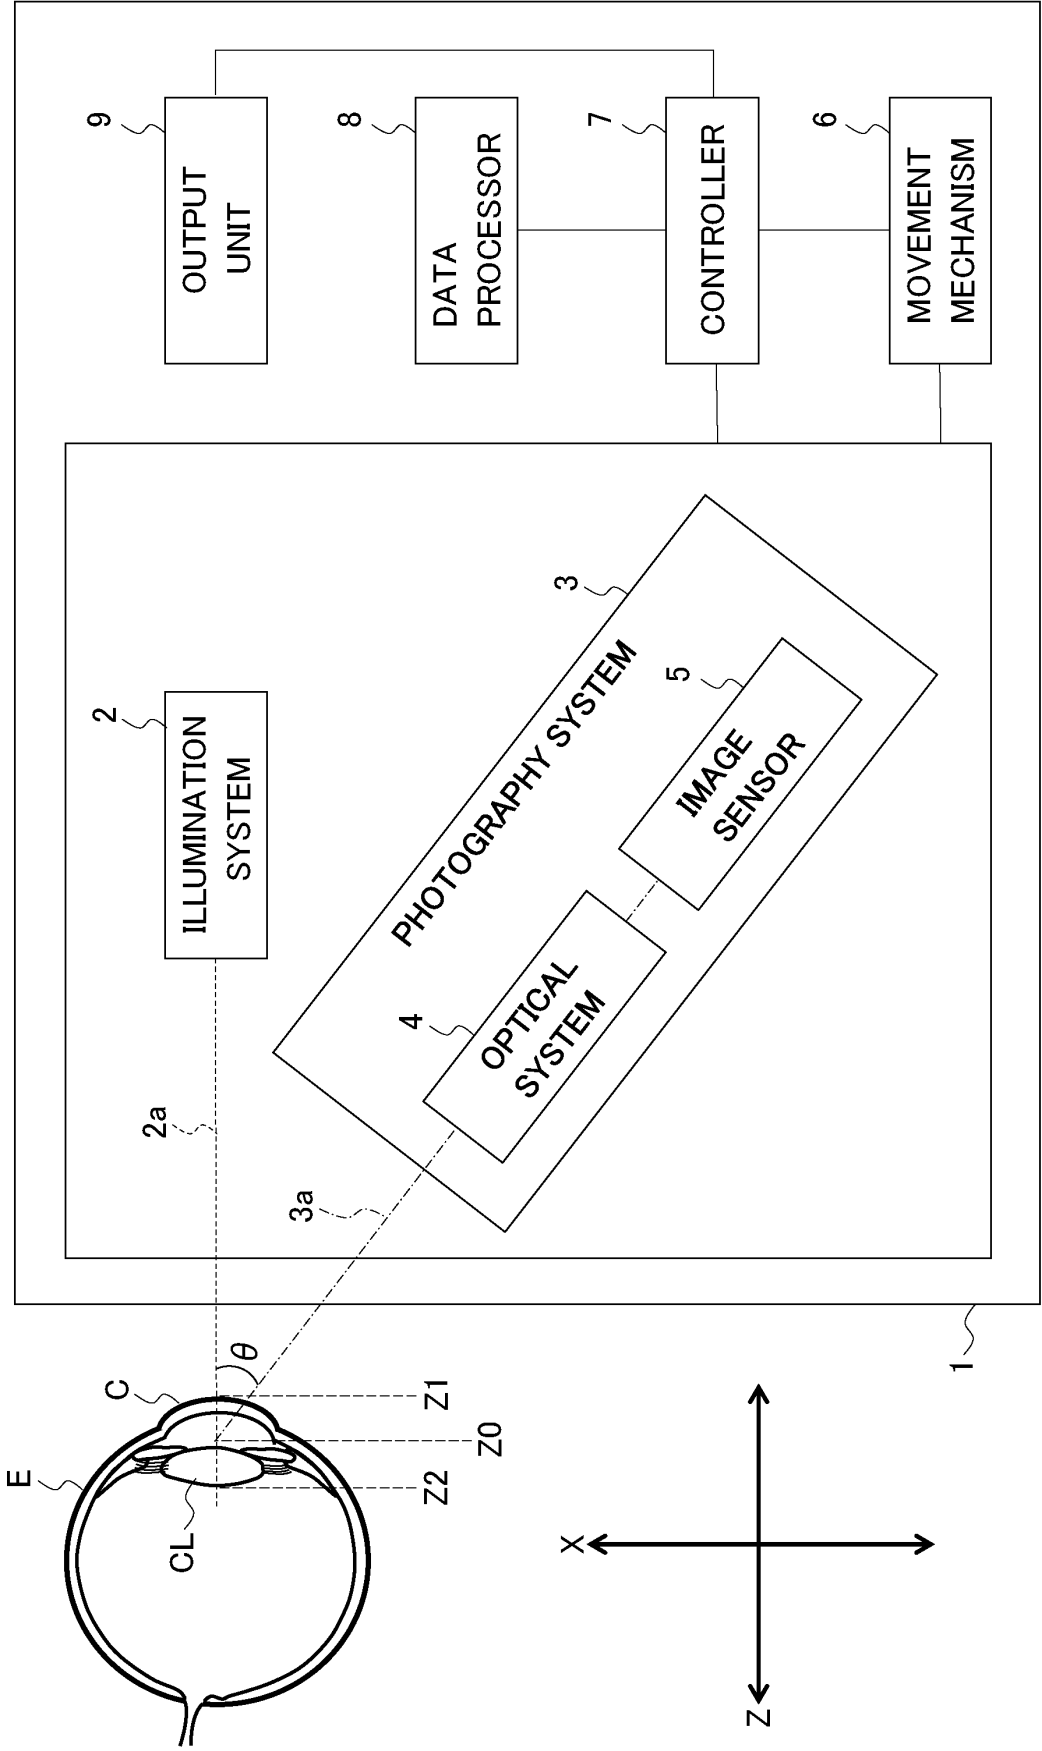 1
2
ILLUMINATION
SYSTEM
2a
3
PHOTOGRAPHY SYSTEM
3a
4
OPTICAL
SYSTEM
5
IMAGE
SENSOR
9
OUTPUT
UNIT
8
DATA
PROCESSOR
7
CONTROLLER
6
MOVEMENT
MECHANISM
E
C
CL
θ
Z2
Z0
Z1
X
Z